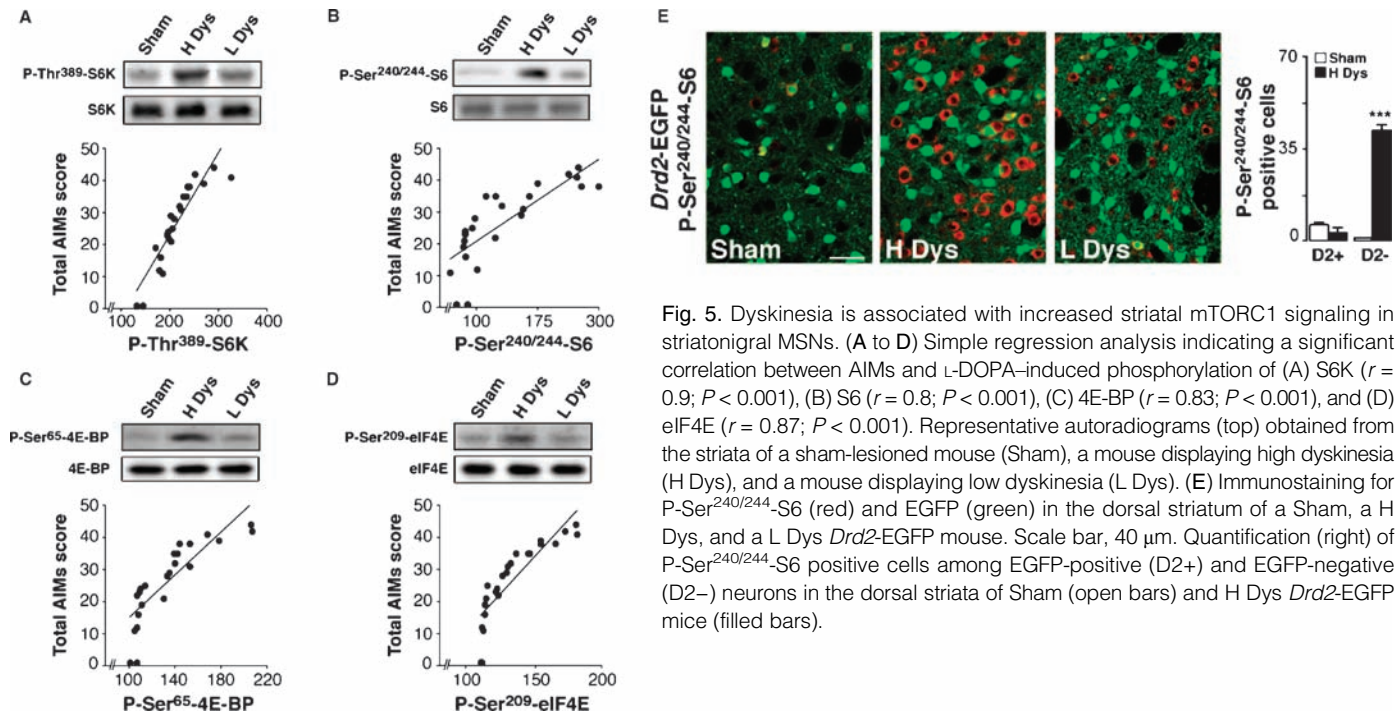 A
Sham
H Dys
L Dys
P-Thr³⁸⁹-S6K
S6K
Total AIMs score
50
40
30
20
10
0
100
200
300
400
P-Thr³⁸⁹-S6K
B
Sham
H Dys
L Dys
P-Ser²⁴⁰/²⁴⁴-S6
S6
Total AIMs score
50
40
30
20
10
0
100
175
300
P-Ser²⁴⁰/²⁴⁴-S6
C
Sham
H Dys
L Dys
P-Ser⁶⁵-4E-BP
4E-BP
Total AIMs score
50
40
30
20
10
0
100
140
180
220
P-Ser⁶⁵-4E-BP
D
Sham
H Dys
L Dys
P-Ser²⁰⁹-eIF4E
eIF4E
Total AIMs score
50
40
30
20
10
0
100
150
200
P-Ser²⁰⁹-eIF4E
E
Drd2-EGFP
P-Ser²⁴⁰/²⁴⁴-S6
Sham
H Dys
L Dys
P-Ser²⁴⁰/²⁴⁴-S6
positive cells
70
35
0
Sham
H Dys
***
D2+
D2-
Fig. 5. Dyskinesia is associated with increased striatal mTORC1 signaling in
striatonigral MSNs. (A to D) Simple regression analysis indicating a significant
correlation between AIMs and L-DOPA–induced phosphorylation of (A) S6K (r =
0.9; P < 0.001), (B) S6 (r = 0.8; P < 0.001), (C) 4E-BP (r = 0.83; P < 0.001), and (D)
eIF4E (r = 0.87; P < 0.001). Representative autoradiograms (top) obtained from
the striata of a sham-lesioned mouse (Sham), a mouse displaying high dyskinesia
(H Dys), and a mouse displaying low dyskinesia (L Dys). (E) Immunostaining for
P-Ser²⁴⁰/²⁴⁴-S6 (red) and EGFP (green) in the dorsal striatum of a Sham, a H
Dys, and a L Dys Drd2-EGFP mouse. Scale bar, 40 μm. Quantification (right) of
P-Ser²⁴⁰/²⁴⁴-S6 positive cells among EGFP-positive (D2+) and EGFP-negative
(D2−) neurons in the dorsal striata of Sham (open bars) and H Dys Drd2-EGFP
mice (filled bars).